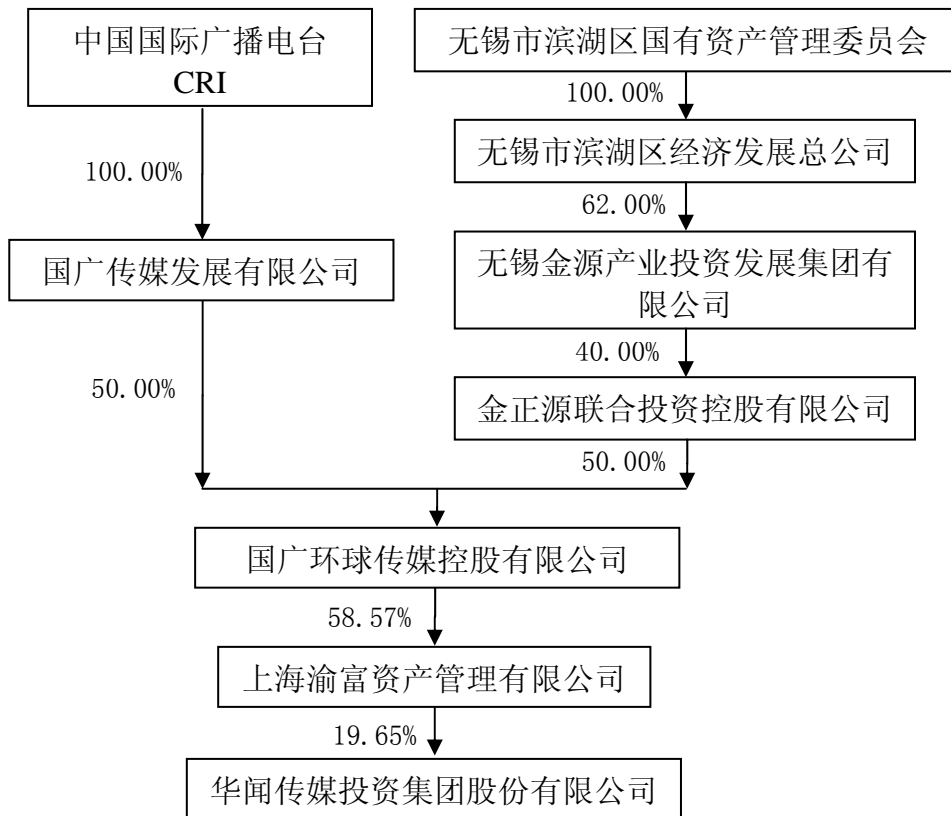 中国国际广播电台
CRI
无锡市滨湖区国有资产管理委员会
100.00%
无锡市滨湖区经济发展总公司
100.00%
62.00%
国广传媒发展有限公司
无锡金源产业投资发展集团有
限公司
40.00%
50.00%
金正源联合投资控股有限公司
50.00%
国广环球传媒控股有限公司
58.57%
上海渝富资产管理有限公司
19.65%
华闻传媒投资集团股份有限公司